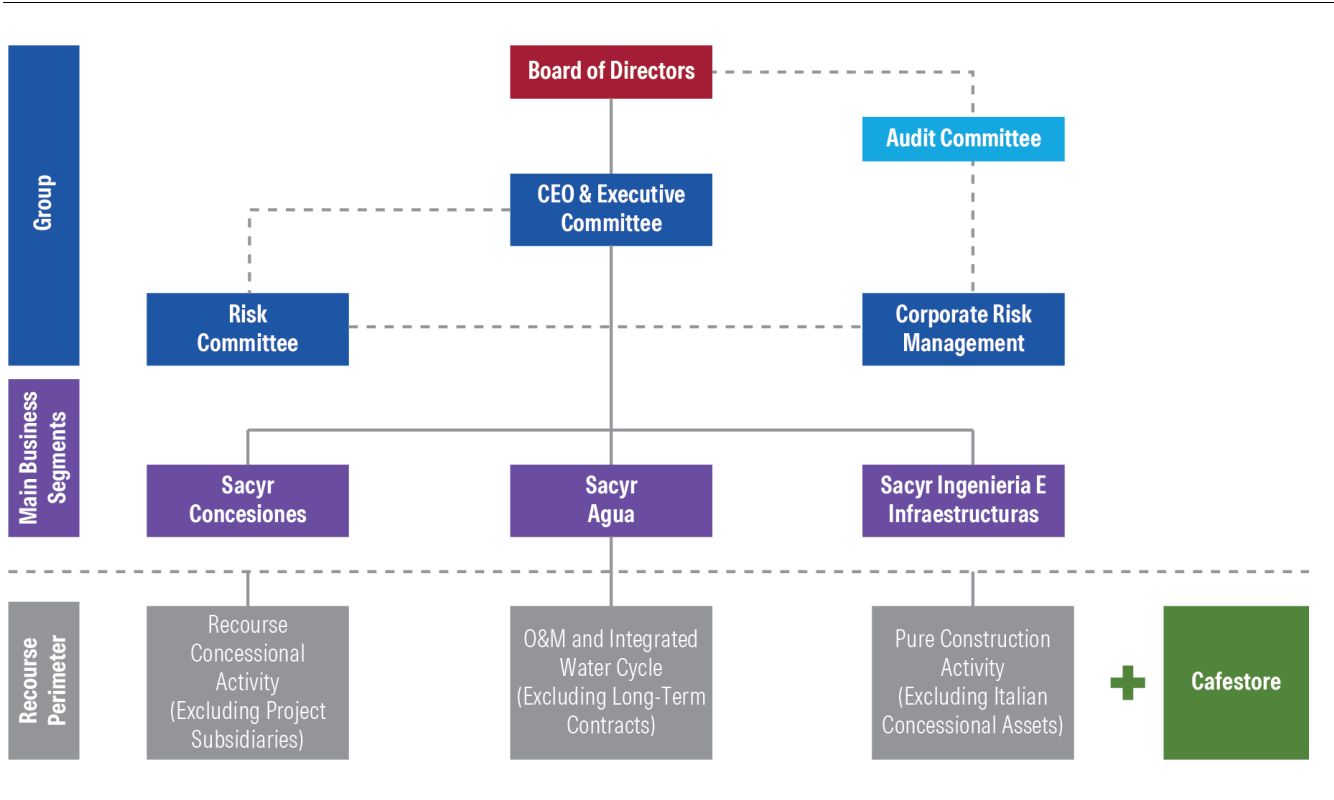 Group
Board of Directors
Audit Committee
CEO & Executive
Committee
Risk
Committee
Corporate Risk
Management
Main Business
Segments
Sacyr
Concesiones
Sacyr
Agua
Sacyr Ingenieria E
Infraestructuras
Recourse
Perimeter
Recourse
Concessional
Activity
(Excluding Project
Subsidiaries)
O&M and Integrated
Water Cycle
(Excluding Long-Term
Contracts)
Pure Construction
Activity
(Excluding Italian
Concessional Assets)
Cafestore